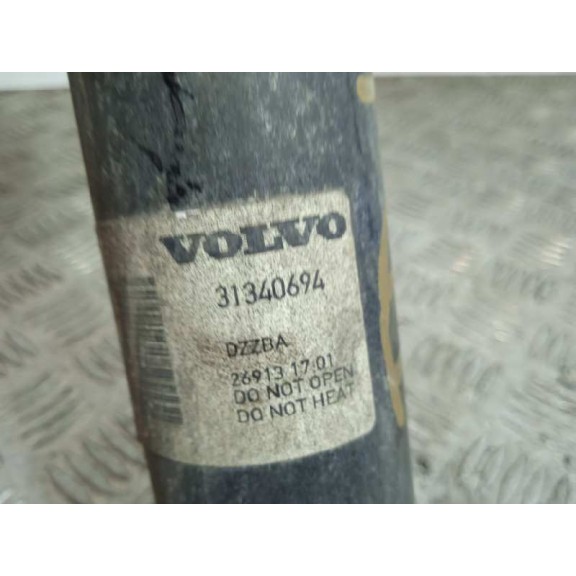 VOLVO
31340694
DZZBA
26913 17:01
DO NOT OPEN
DO NOT HEAT